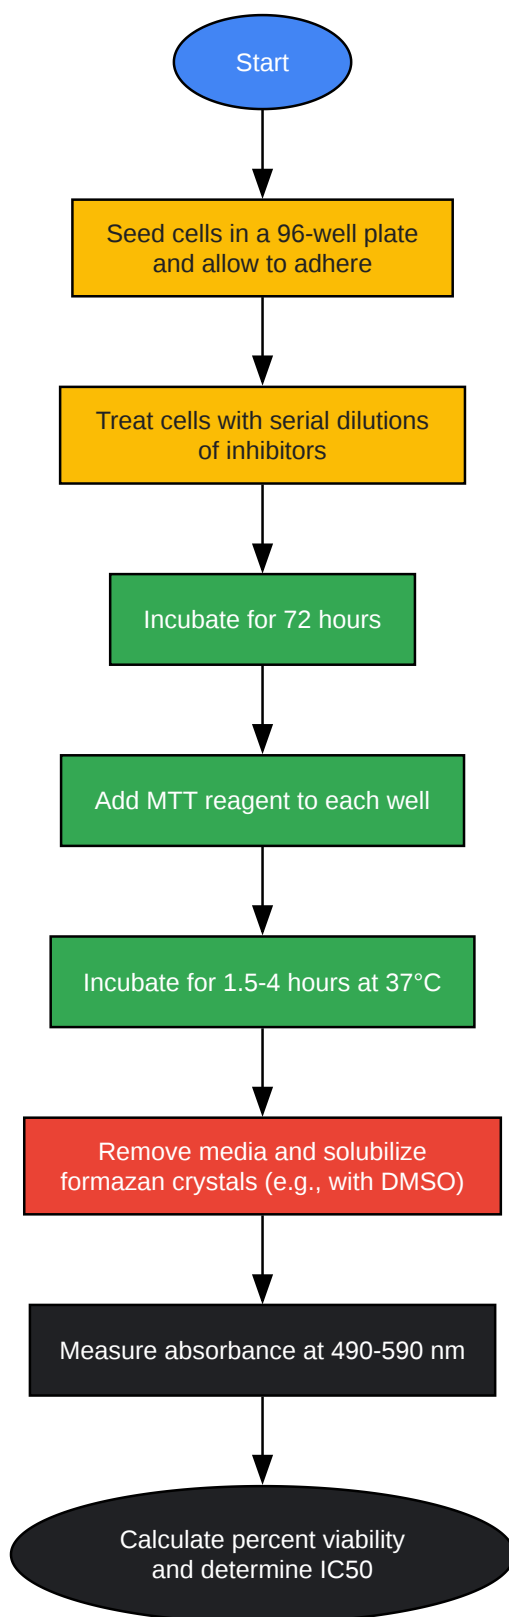 Start
Seed cells in a 96-well plate
and allow to adhere
Treat cells with serial dilutions
of inhibitors
Incubate for 72 hours
Add MTT reagent to each well
Incubate for 1.5-4 hours at 37°C
Remove media and solubilize
formazan crystals (e.g., with DMSO)
Measure absorbance at 490-590 nm
Calculate percent viability
and determine IC50